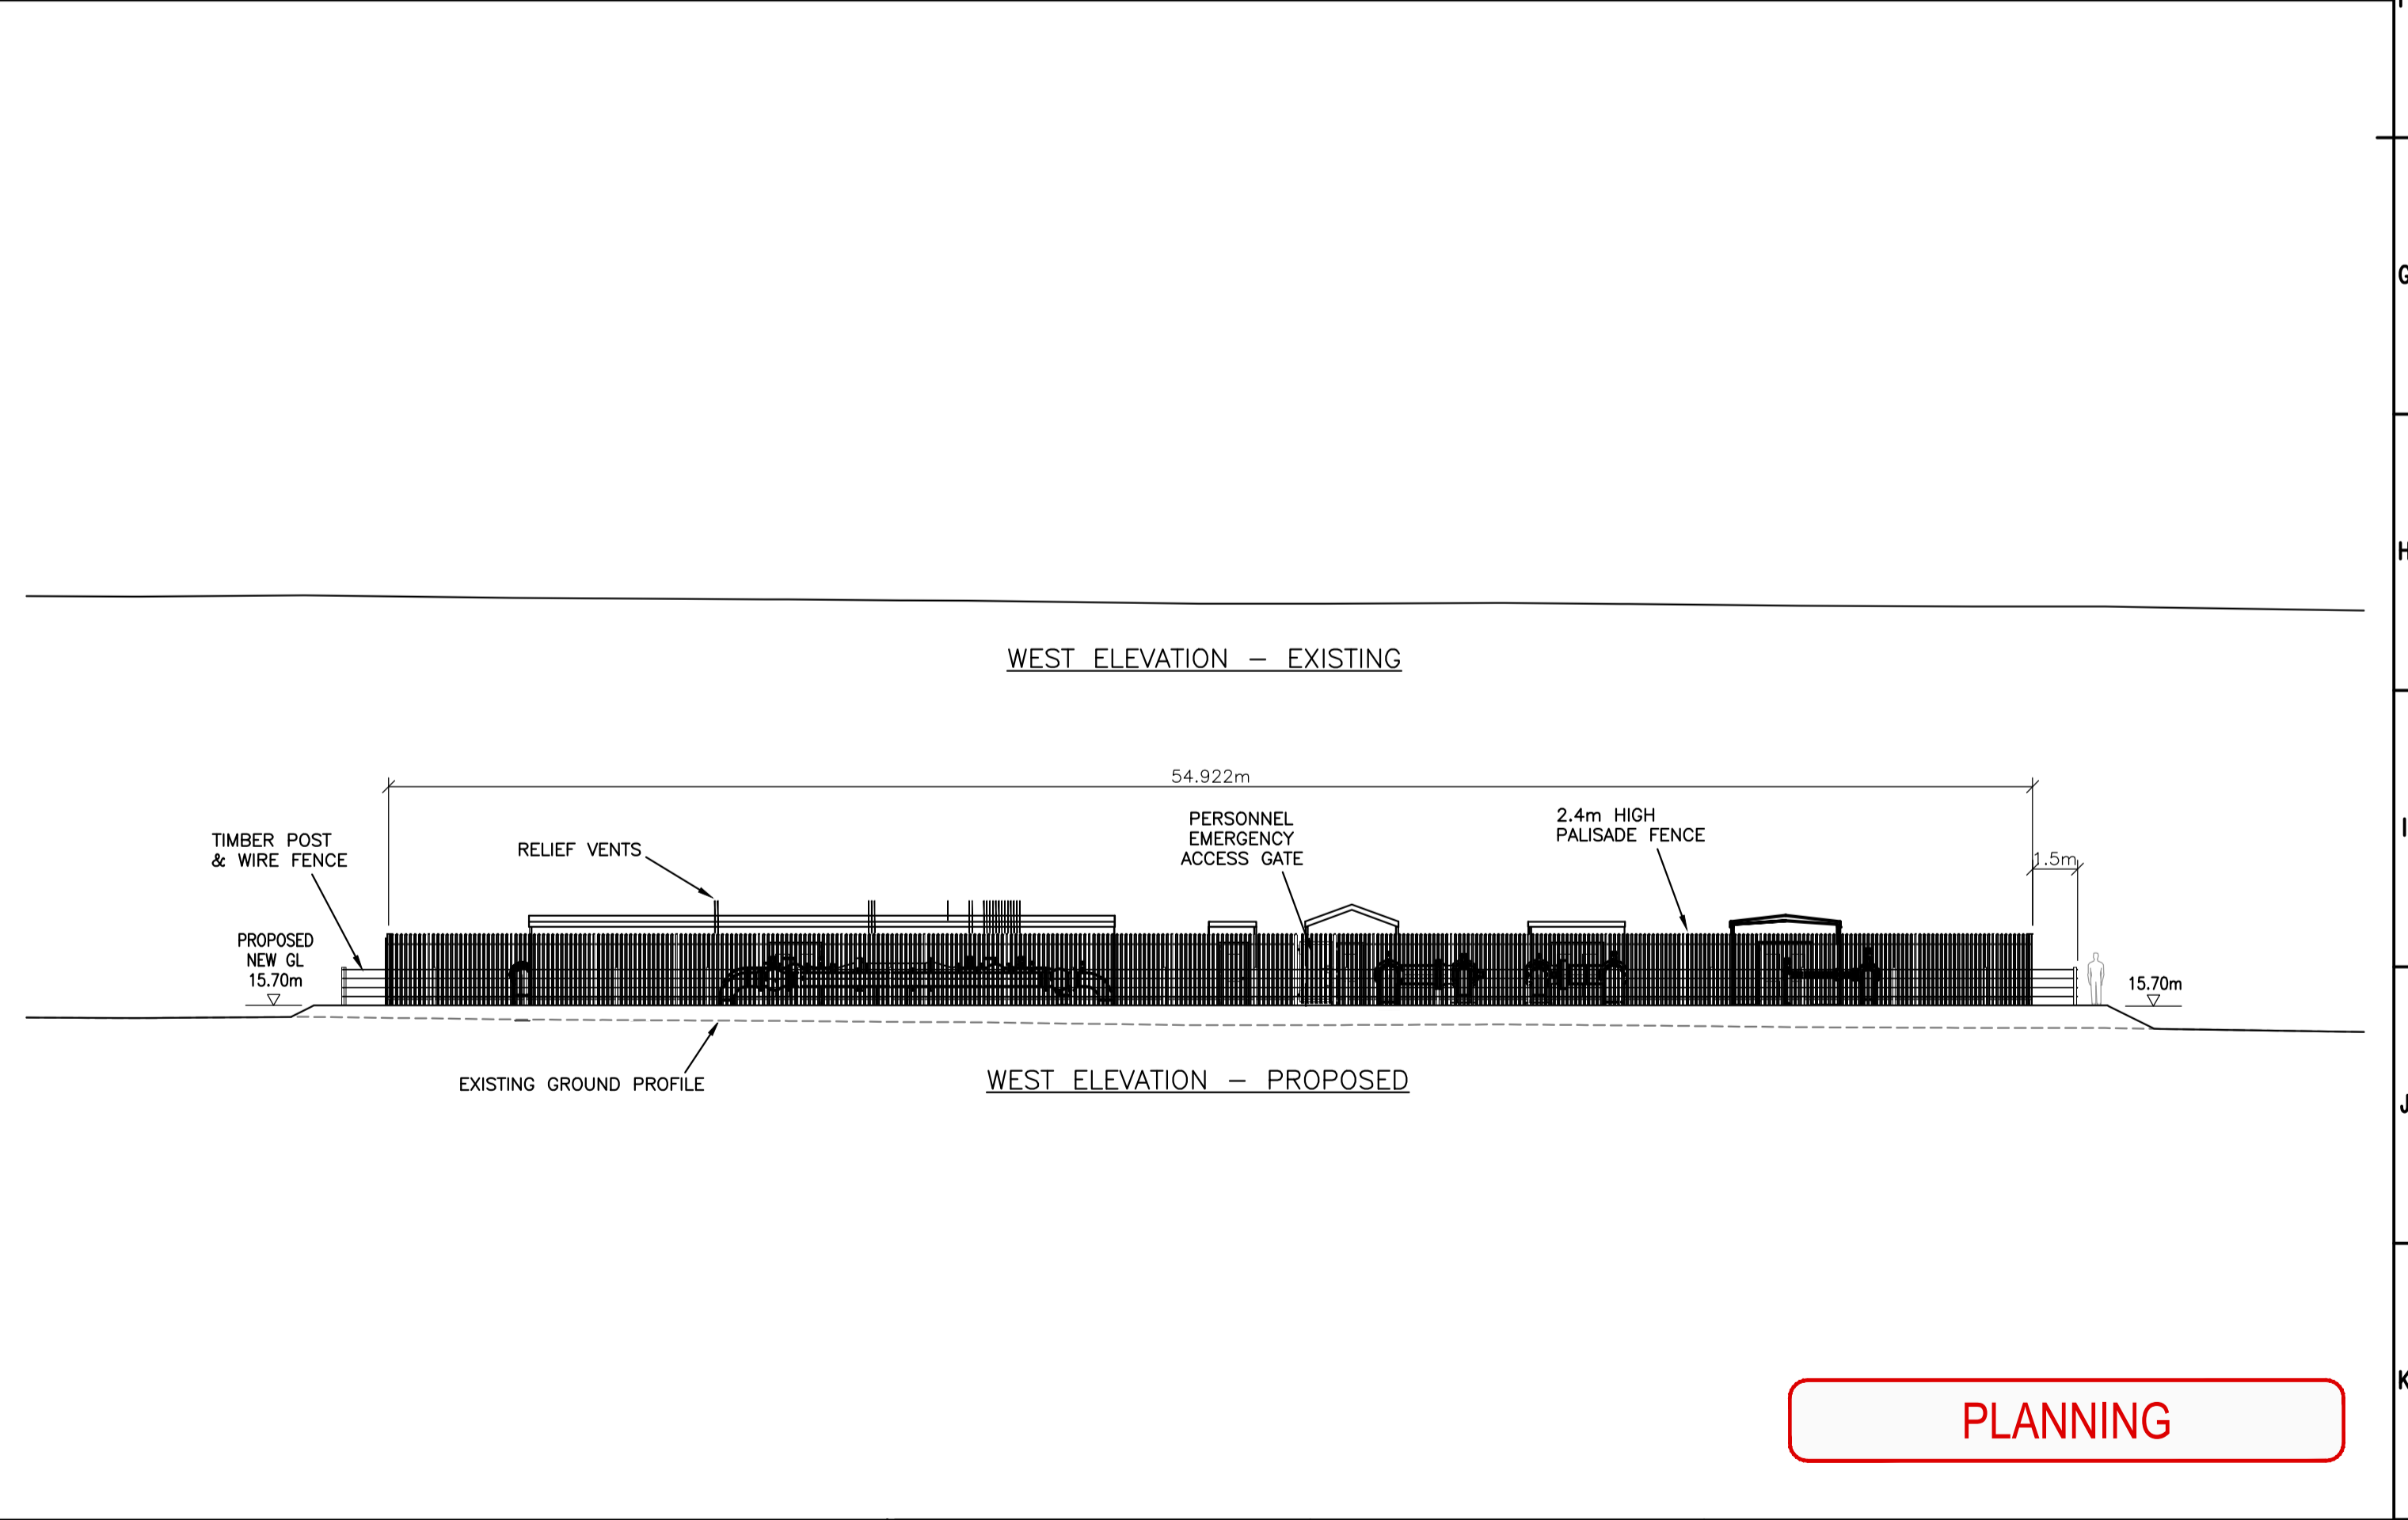 G
H
WEST ELEVATION – EXISTING
54.922m
PERSONNEL
EMERGENCY
ACCESS GATE
2.4m HIGH
PALISADE FENCE
I
TIMBER POST
& WIRE FENCE
RELIEF VENTS
1.5m
PROPOSED
NEW GL
15.70m
15.70m
EXISTING GROUND PROFILE
WEST ELEVATION – PROPOSED
J
K
PLANNING